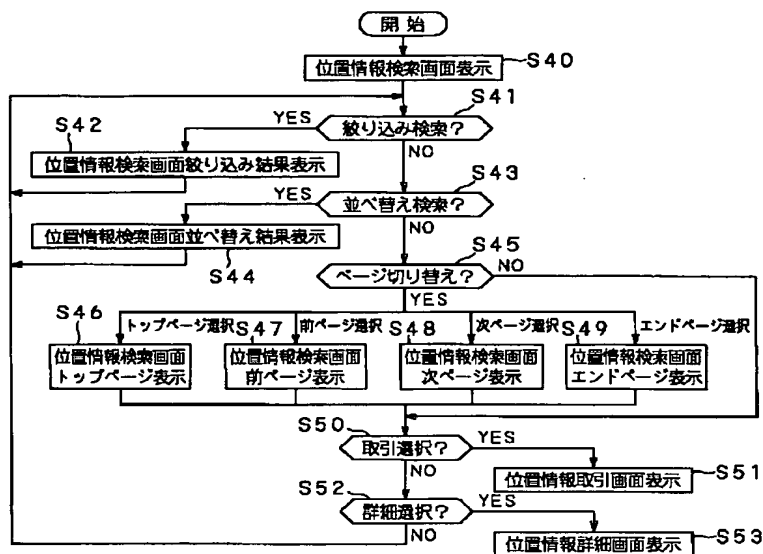 開始
位置情報検索画面表示
S40
S41
絞り込み検索?
YES
NO
S42
位置情報検索画面絞り込み結果表示
S43
並べ替え検索?
YES
NO
位置情報検索画面並べ替え結果表示
S44
S45
ページ切り替え?
NO
YES
S46
トップページ選択
位置情報検索画面
トップページ表示
S47
前ページ選択
位置情報検索画面
前ページ表示
S48
次ページ選択
位置情報検索画面
次ページ表示
S49
エンドページ選択
位置情報検索画面
エンドページ表示
S50
取引選択?
YES
NO
位置情報取引画面表示
S51
S52
詳細選択?
YES
NO
位置情報詳細画面表示
S53